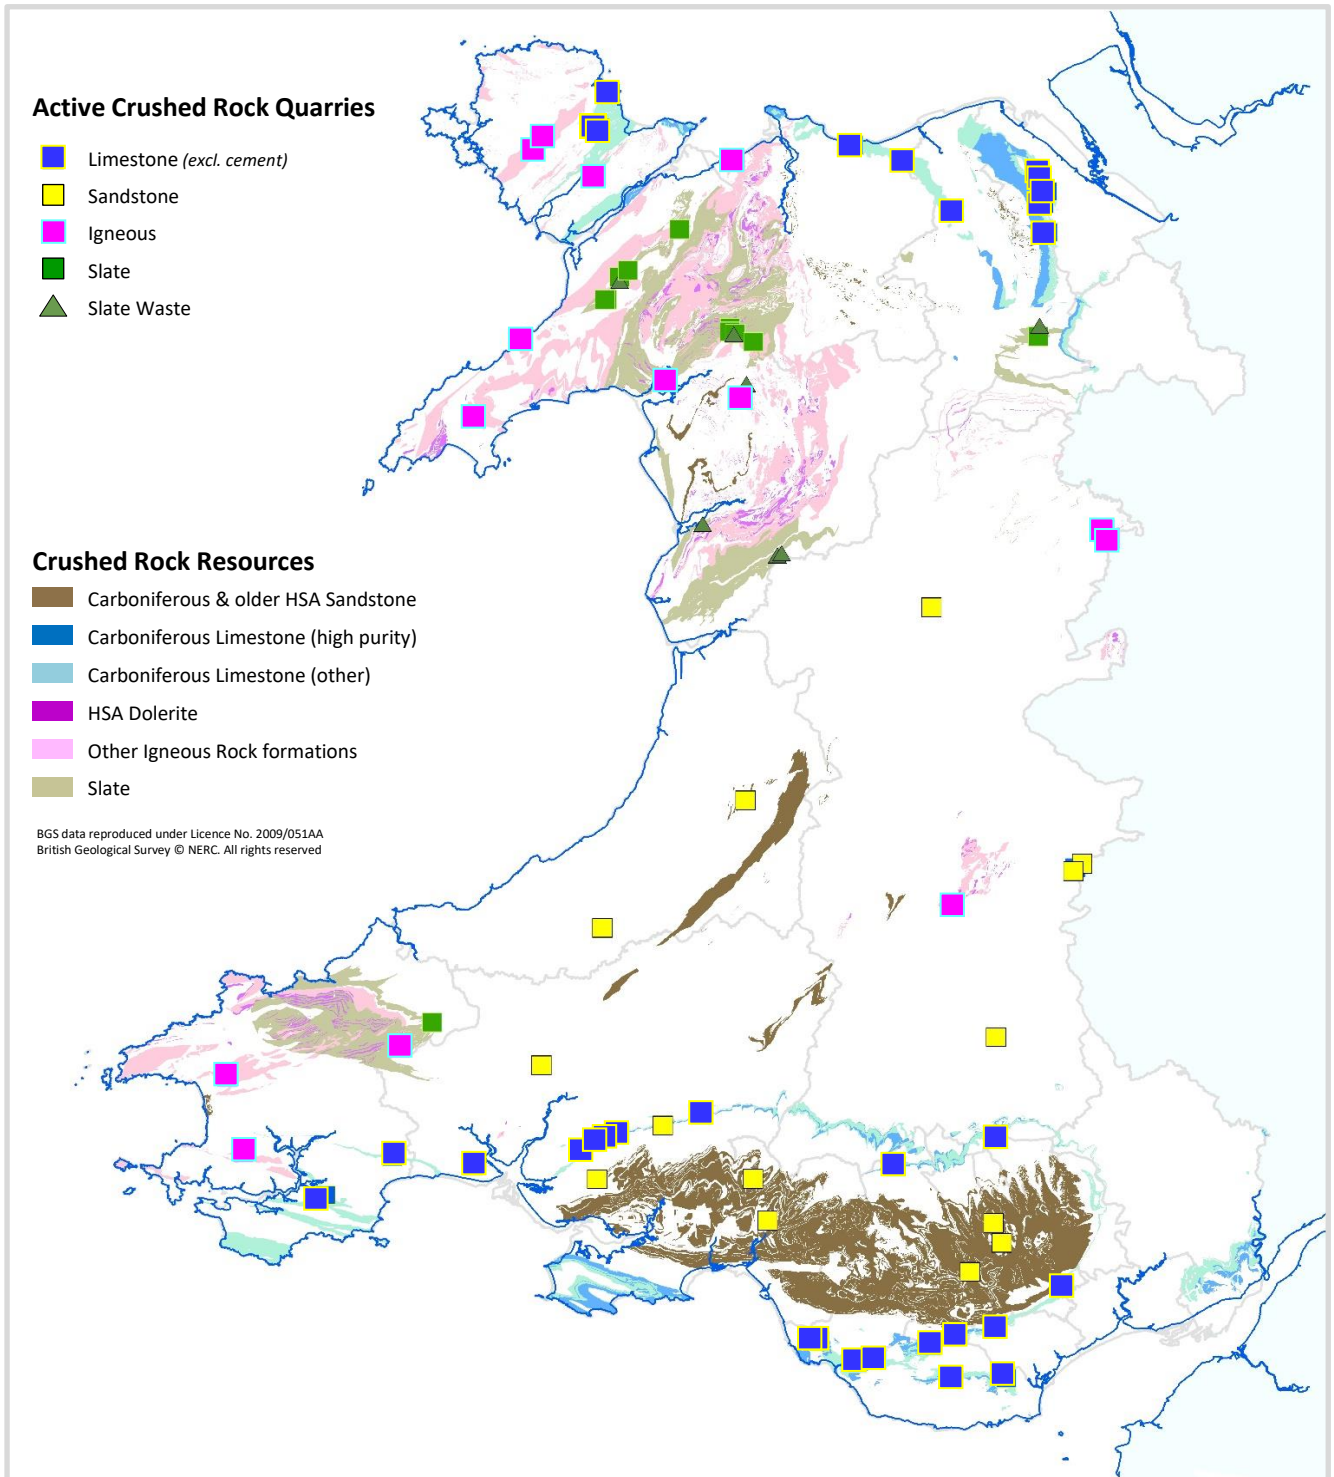 Active Crushed Rock Quarries
Limestone (excl. cement)
Sandstone
Igneous
Slate
Slate Waste
Crushed Rock Resources
Carboniferous & older HSA Sandstone
Carboniferous Limestone (high purity)
Carboniferous Limestone (other)
HSA Dolerite
Other Igneous Rock formations
Slate
BGS data reproduced under Licence No. 2009/051AA
British Geological Survey © NERC. All rights reserved